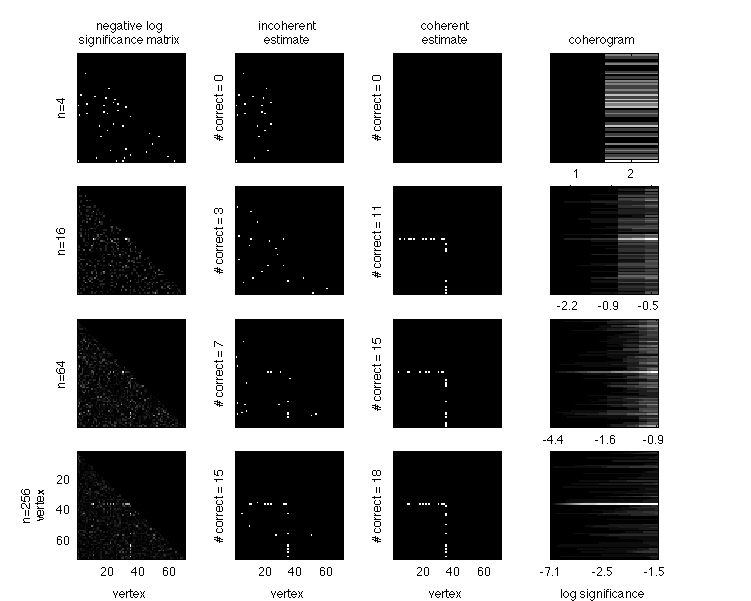 negative log
significance matrix
incoherent
estimate
coherent
estimate
coherogram
n=4
# correct = 0
# correct = 0
1 2
n=16
# correct = 3
# correct = 11
-2.2 -0.9 -0.5
n=64
# correct = 7
# correct = 15
-4.4 -1.6 -0.9
n=256
vertex
20
40
60
# correct = 15
# correct = 18
20 40 60
20 40 60
20 40 60
-7.1 -2.5 -1.5
vertex
vertex
vertex
log significance